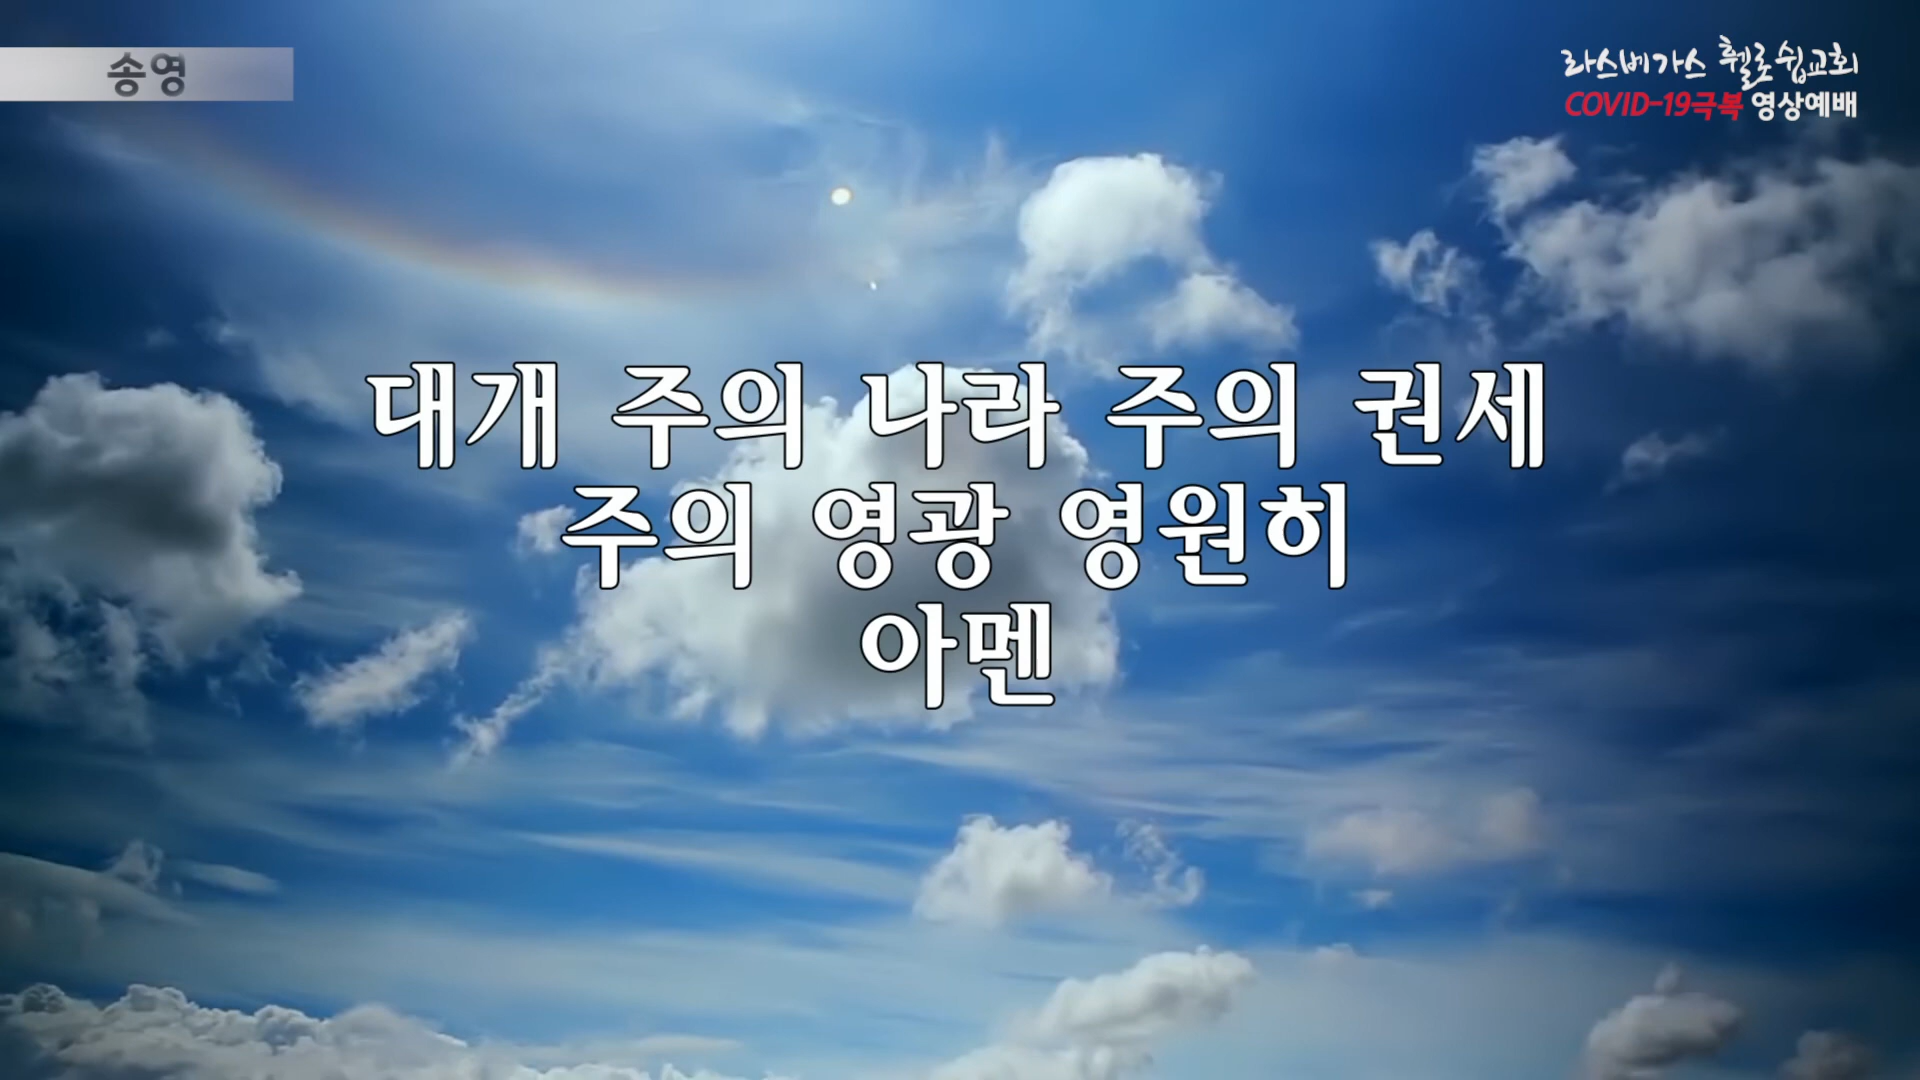 송영
라스베가스 훼로쉽교회
COVID-19극복 영상예배
대개 주의 나라 주의 권세
주의 영광 영원히
아멘